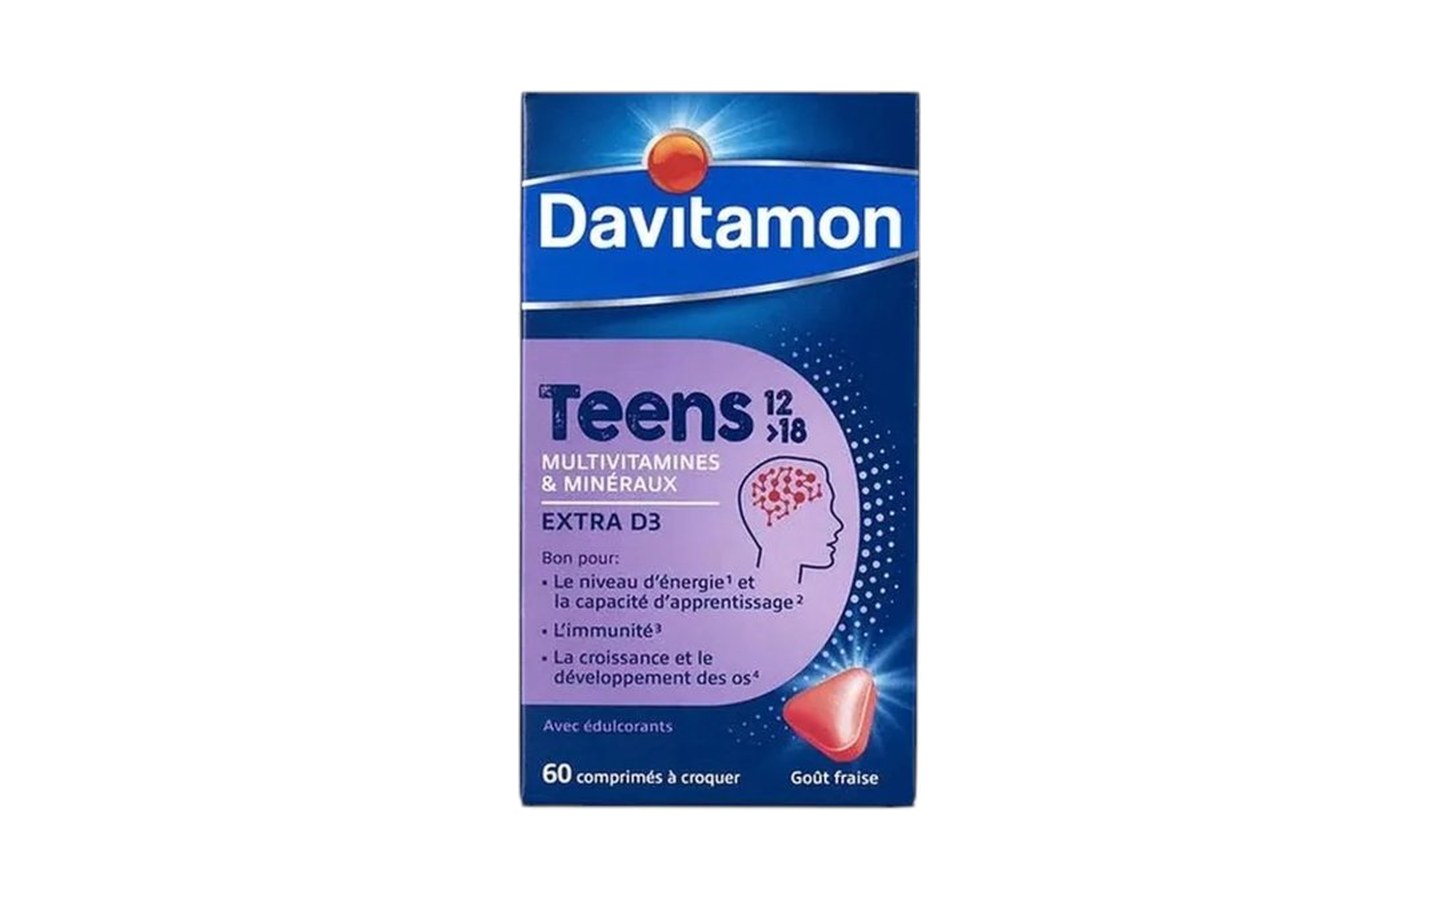 Davitamon
Teens 12
>18
MULTIVITAMINES
& MINÉRAUX
EXTRA D3
Bon pour:
• Le niveau d'énergie¹ et
la capacité d'apprentissage²
• L'immunité³
• La croissance et le
développement des os⁴
Avec édulcorants
60 comprimés à croquer
Goût fraise